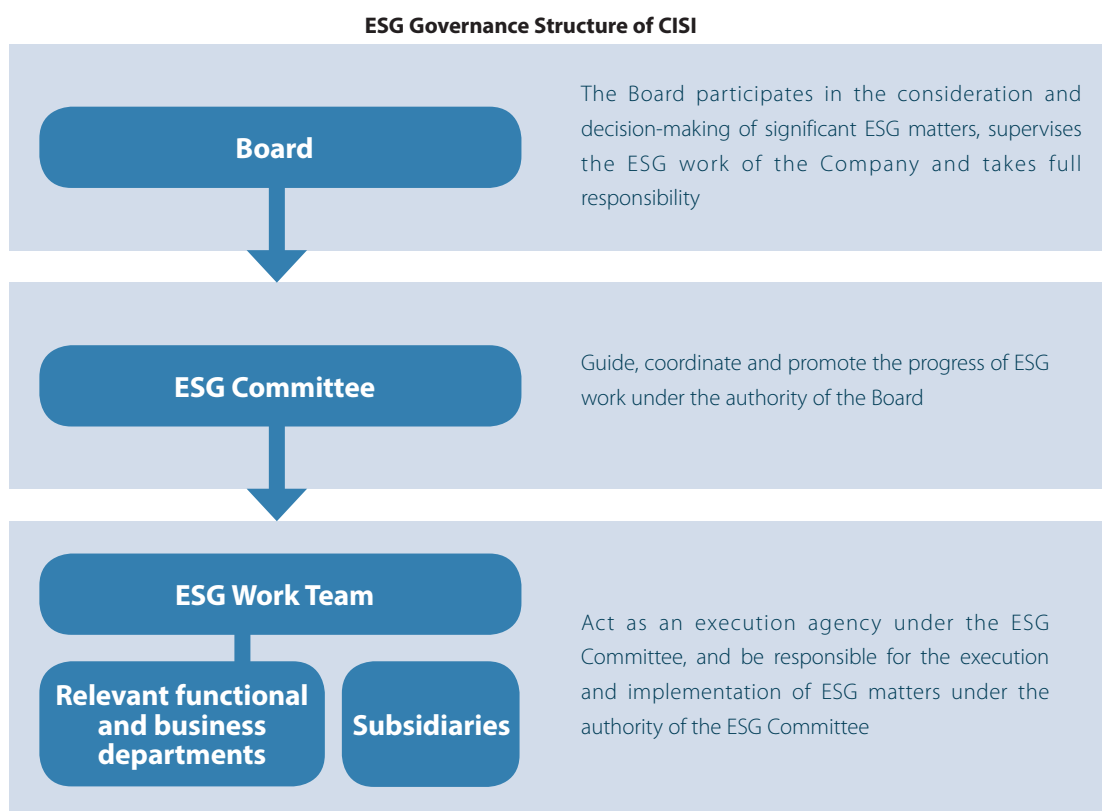 ESG Governance Structure of CISI
Board
The Board participates in the consideration and
decision-making of significant ESG matters, supervises
the ESG work of the Company and takes full
responsibility
ESG Committee
Guide, coordinate and promote the progress of ESG
work under the authority of the Board
ESG Work Team
Relevant functional
and business
departments
Subsidiaries
Act as an execution agency under the ESG
Committee, and be responsible for the execution
and implementation of ESG matters under the
authority of the ESG Committee